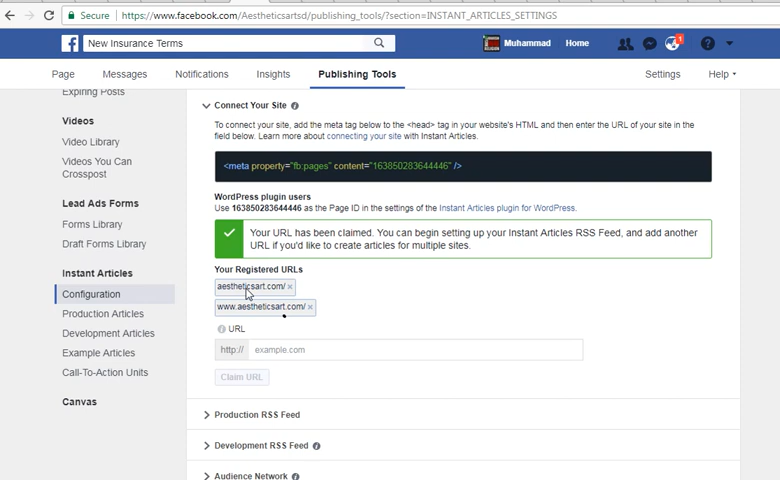 Secure https://www.facebook.com/Aestheticsartsd/publishing_tools/?section=INSTANT_ARTICLES_SETTINGS
f New Insurance Terms Muhammad Home 1 ?
Page Messages Notifications Insights Publishing Tools Settings Help
Expiring Posts
Videos
Video Library
Videos You Can
Crosspost
Lead Ads Forms
Forms Library
Draft Forms Library
Instant Articles
Configuration
Production Articles
Development Articles
Example Articles
Call-To-Action Units
Canvas
Connect Your Site
To connect your site, add the meta tag below to the <head> tag in your website's HTML and then enter the URL of your site in the
field below. Learn more about connecting your site with Instant Articles.
<meta property="fb:pages" content="163850283644446" />
WordPress plugin users
Use 163850283644446 as the Page ID in the settings of the Instant Articles plugin for WordPress.
Your URL has been claimed. You can begin setting up your Instant Articles RSS Feed, and add another
URL if you'd like to create articles for multiple sites.
Your Registered URLs
aestheticsart.com/ ×
www.aestheticsart.com/ ×
URL
http:// example.com
Claim URL
Production RSS Feed
Development RSS Feed
Audience Network